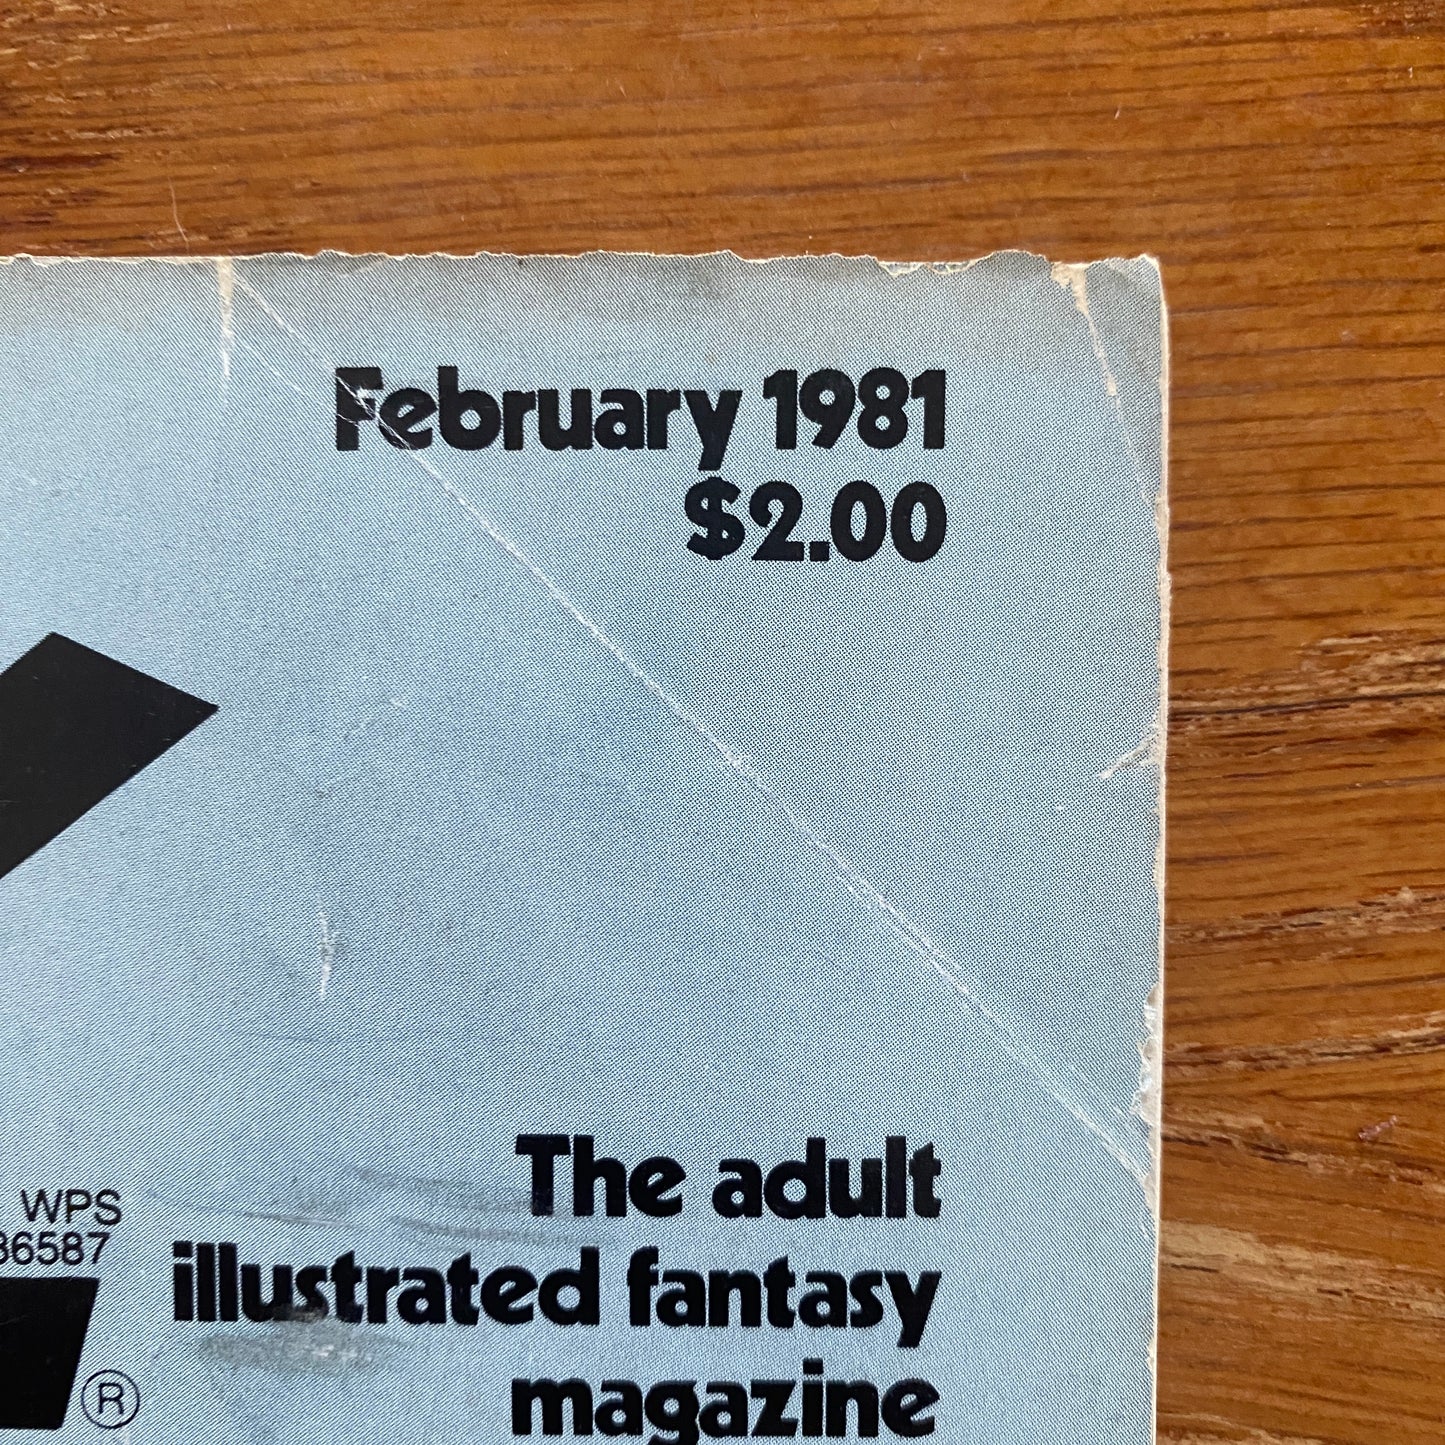 February 1981
$2.00
WPS
36587
The adult
illustrated fantasy
magazine
®